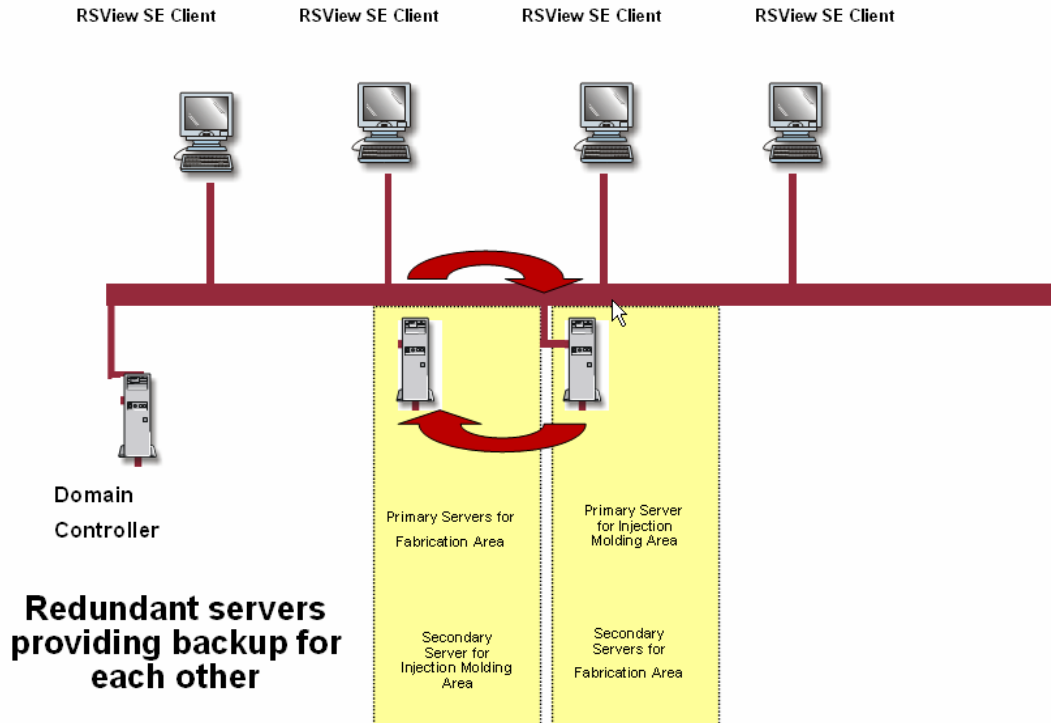 RSView SE Client
RSView SE Client
RSView SE Client
RSView SE Client
Domain
Controller
Primary Servers for
Fabrication Area
Primary Server
for Injection
Molding Area
Redundant servers
providing backup for
each other
Secondary
Server for
Injection Molding
Area
Secondary
Servers for
Fabrication Area